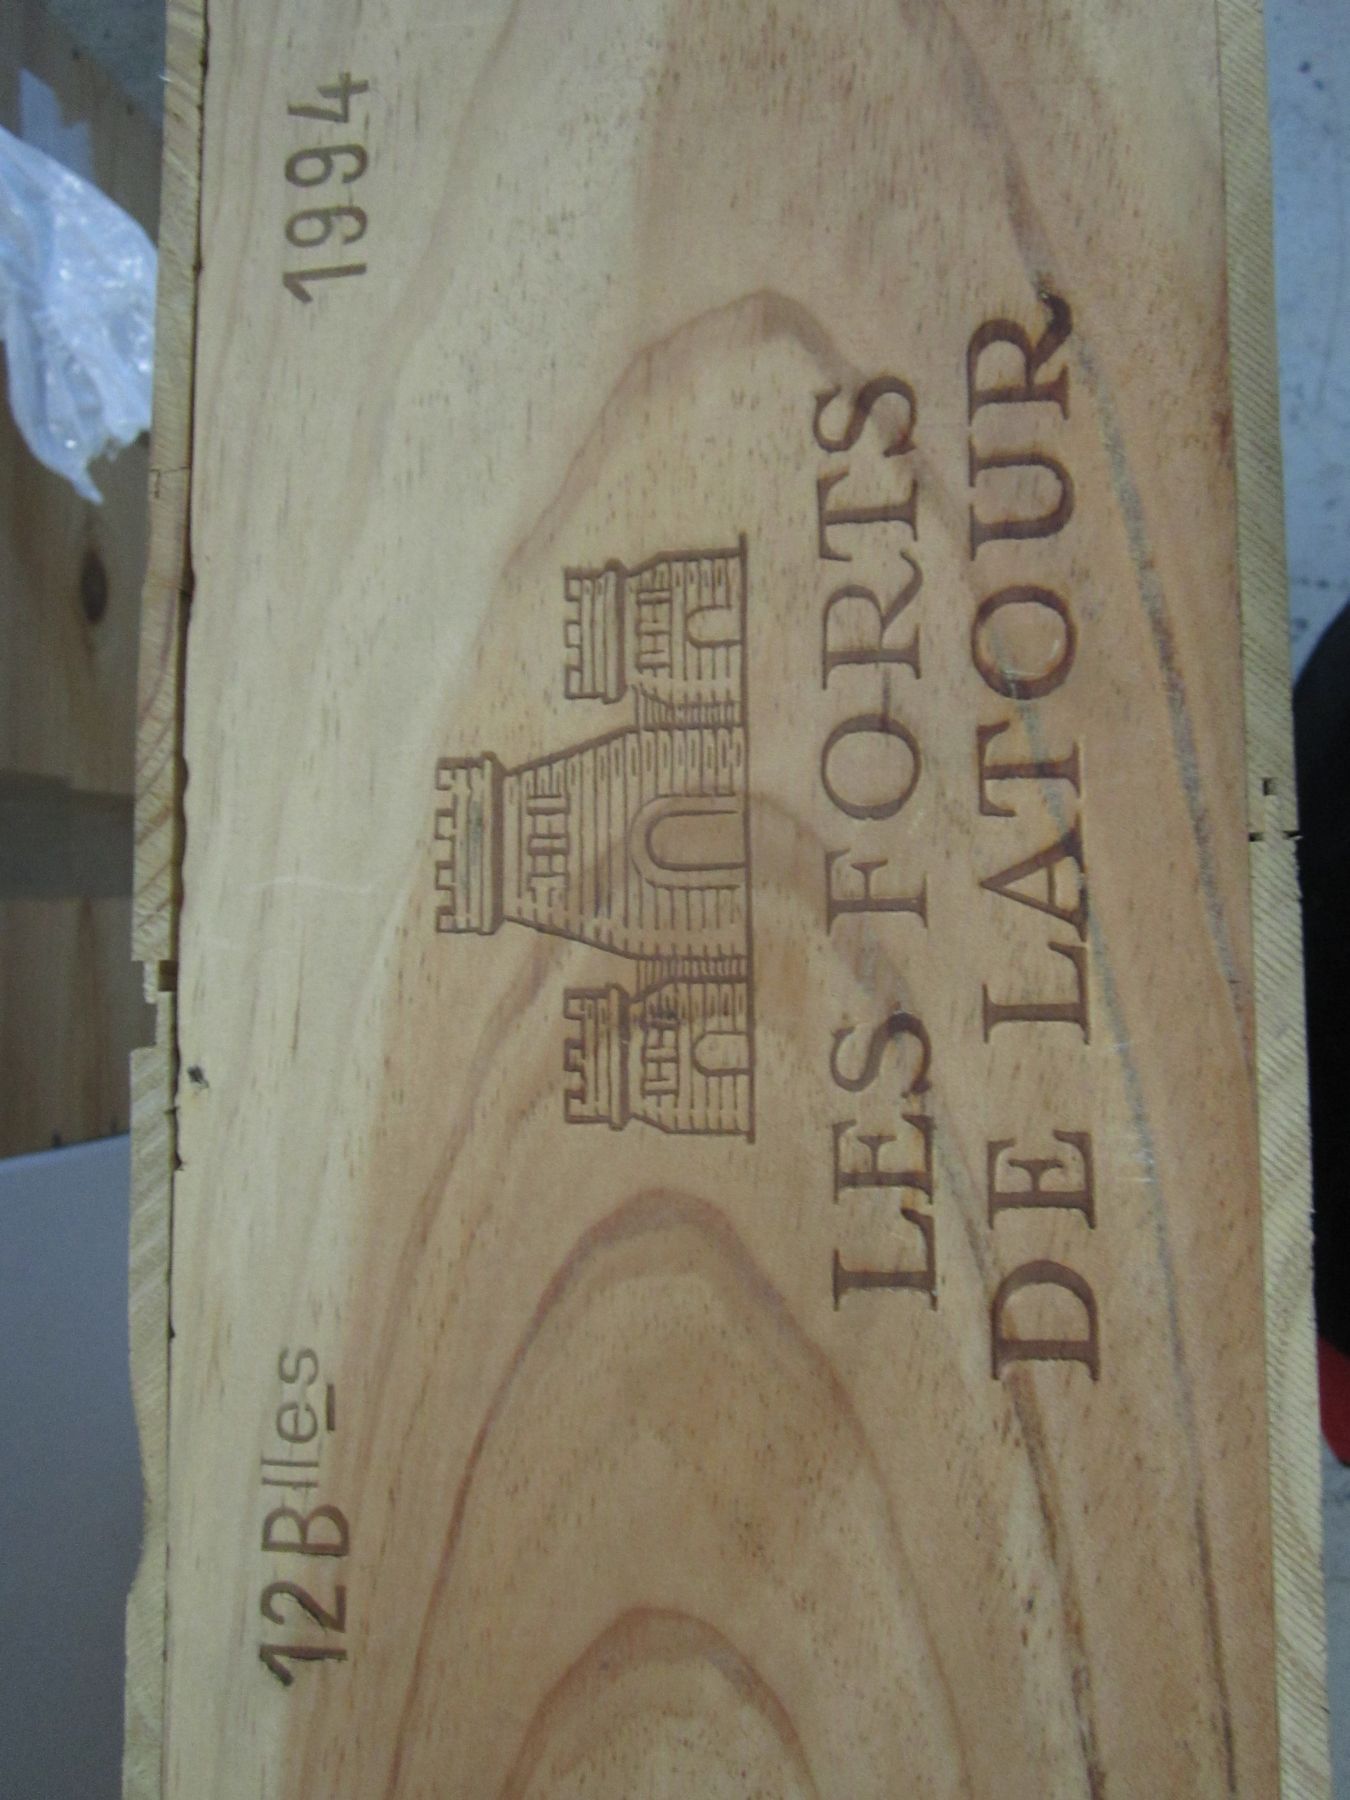 12 Blles 1994
LES FORTS
DE LATOUR